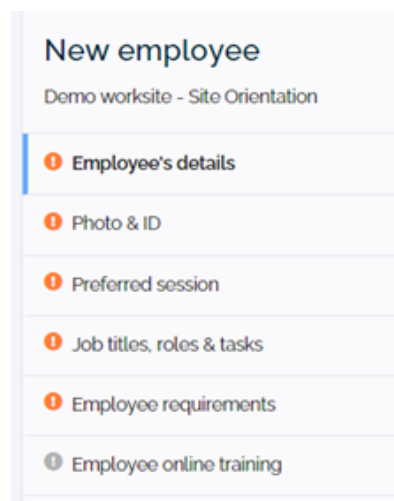 New employee
Demo worksite - Site Orientation
Employee's details
Photo & ID
Preferred session
Job titles, roles & tasks
Employee requirements
Employee online training